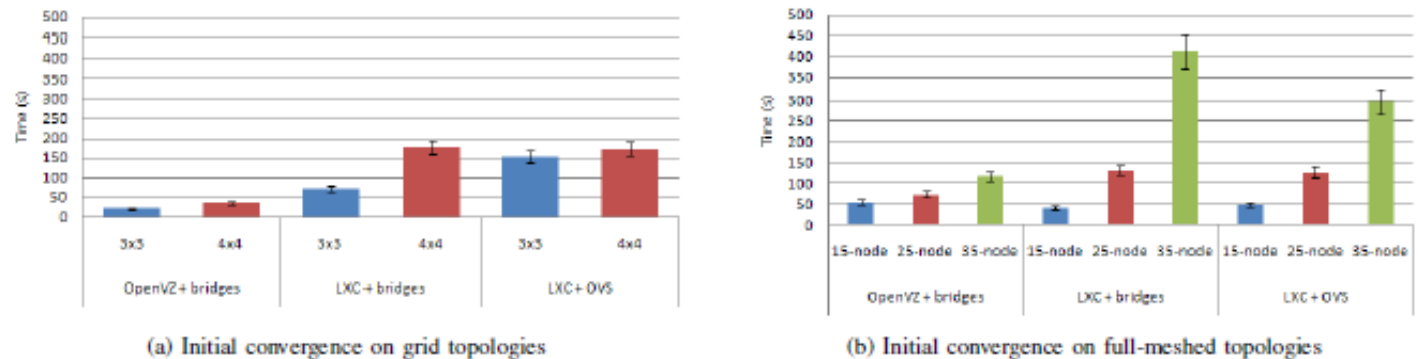 500
450
400
350
300
250
200
150
100
50
0
Time (s)
3x3 4x4 3x3 4x4 3x3 4x4
OpenVZ+ bridges LXC+ bridges LXC+ OVS
(a) Initial convergence on grid topologies
500
450
400
350
300
250
200
150
100
50
0
Time (s)
15-node 25-node 35-node 15-node 25-node 35-node 15-node 25-node 35-node
OpenVZ+ bridges LXC+ bridges LXC+ OVS
(b) Initial convergence on full-meshed topologies